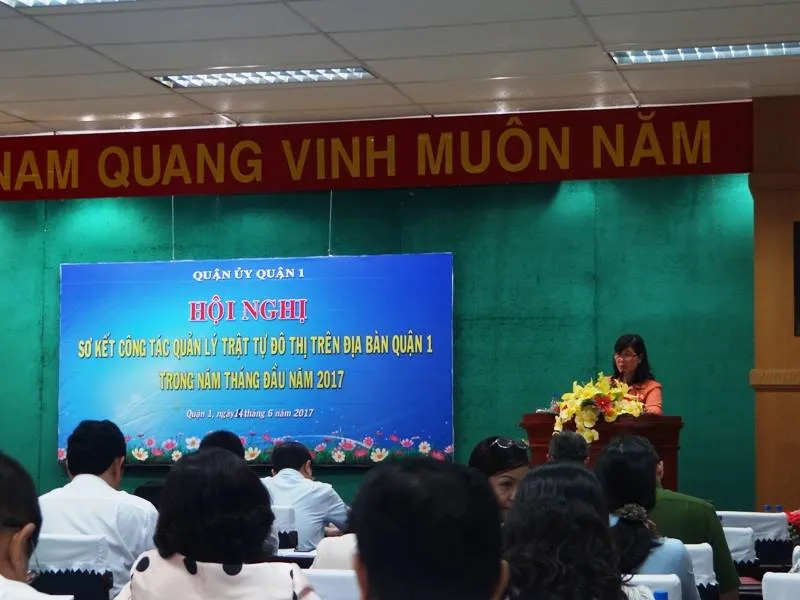 NAM QUANG VINH MUÔN NĂM
QUẬN ỦY QUẬN 1
HỘI NGHỊ
SƠ KẾT CÔNG TÁC QUẢN LÝ TRẬT TỰ ĐÔ THỊ TRÊN ĐỊA BÀN QUẬN 1
TRONG NĂM THÁNG ĐẦU NĂM 2017
Quận 1, ngày 14 tháng 6 năm 2017